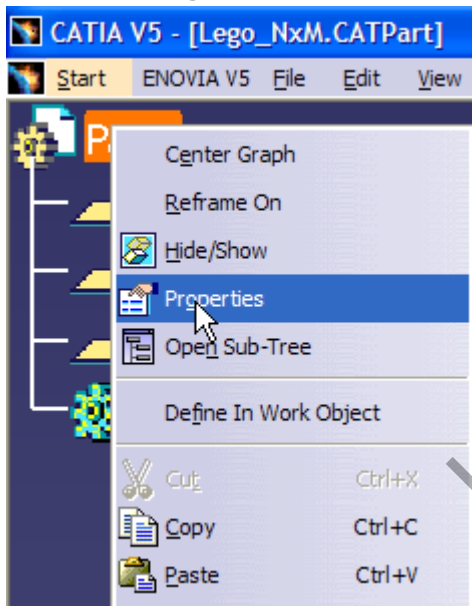 CATIA V5 - [Lego_NxM.CATPart]
Start ENOVIA V5 File Edit View
Center Graph
Reframe On
Hide/Show
Properties
Open Sub-Tree
Define In Work Object
Cut Ctrl+X
Copy Ctrl+C
Paste Ctrl+V